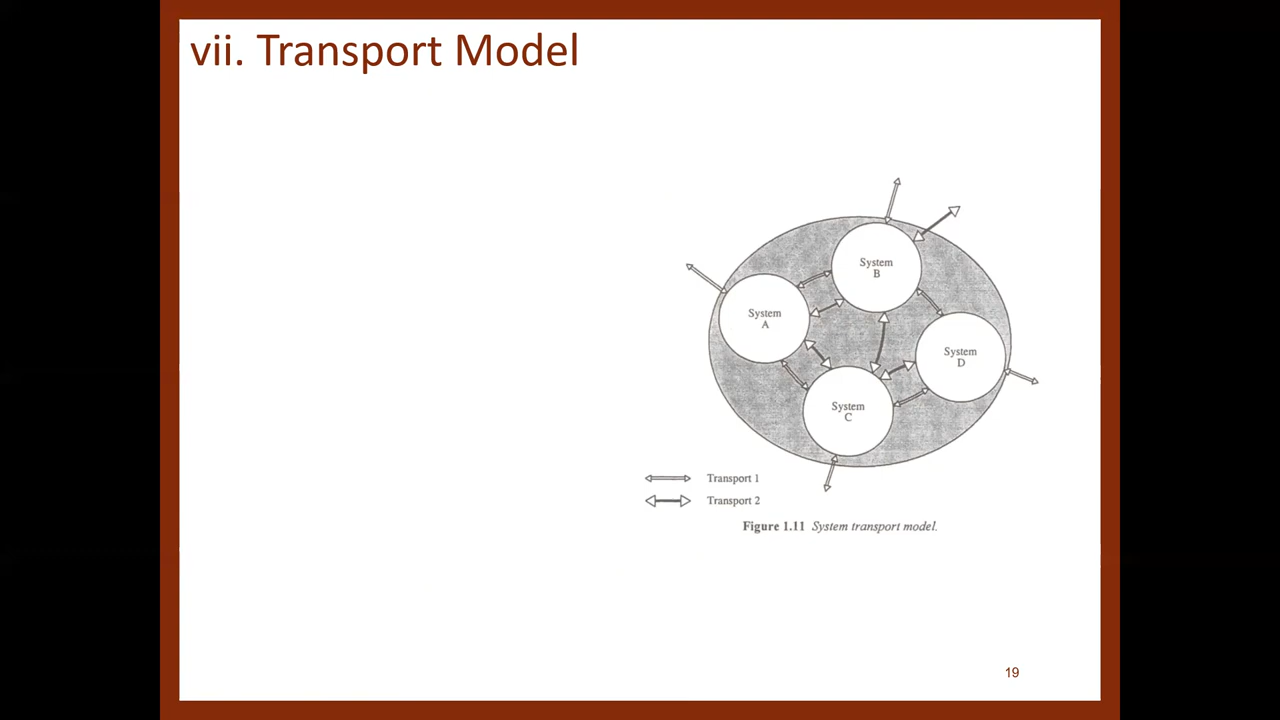 vii. Transport Model
System
B
System
A
System
D
System
C
Transport 1
Transport 2
Figure 1.11 System transport model.
19